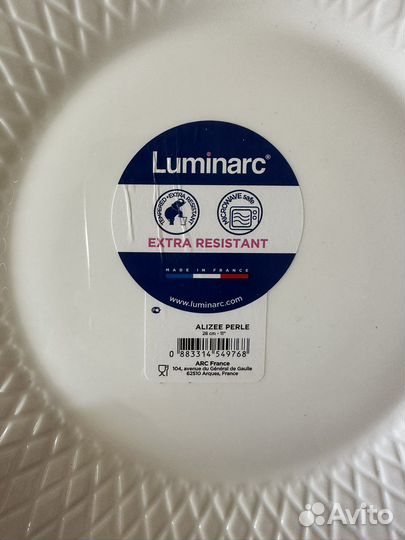 Luminarc®
TEMPERED • EXTRA RESISTANT
MICROWAVE safe
EXTRA RESISTANT
MADE IN FRANCE
www.luminarc.com
ALIZEE PERLE
28 cm - 11"
0 883314 549768
ARC France
104, avenue du Général de Gaulle
62510 Arques, France
Avito